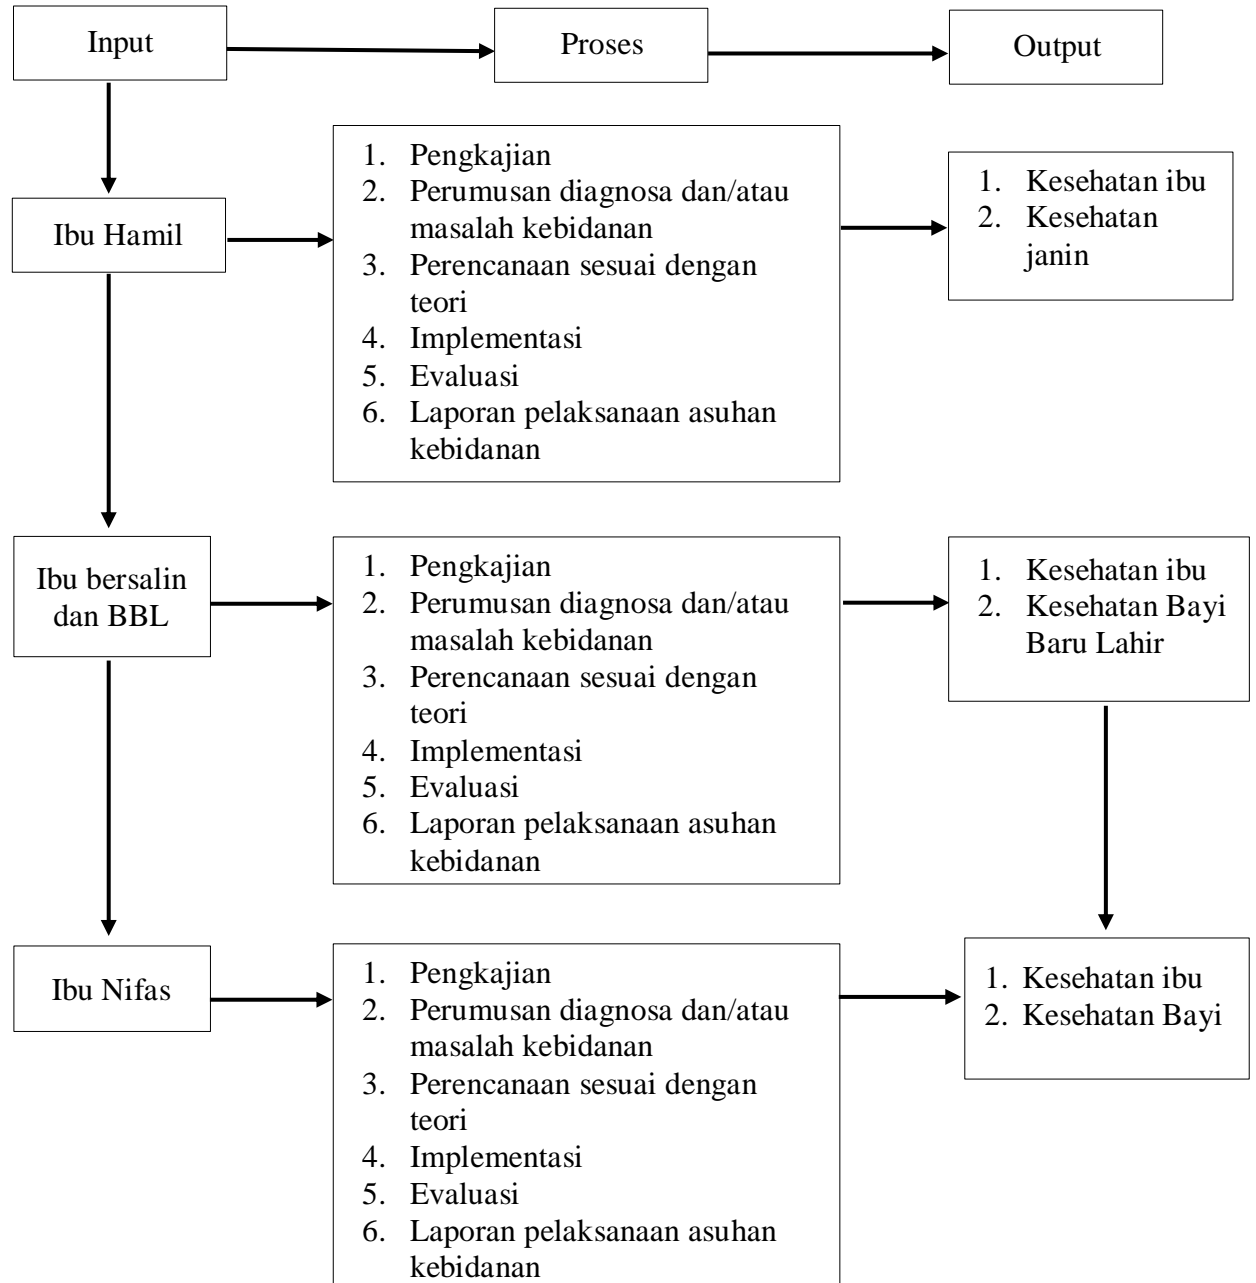 Input
Proses
Output
Ibu Hamil
1. Pengkajian
2. Perumusan diagnosa dan/atau
masalah kebidanan
3. Perencanaan sesuai dengan
teori
4. Implementasi
5. Evaluasi
6. Laporan pelaksanaan asuhan
kebidanan
1. Kesehatan ibu
2. Kesehatan
janin
Ibu bersalin
dan BBL
1. Pengkajian
2. Perumusan diagnosa dan/atau
masalah kebidanan
3. Perencanaan sesuai dengan
teori
4. Implementasi
5. Evaluasi
6. Laporan pelaksanaan asuhan
kebidanan
1. Kesehatan ibu
2. Kesehatan Bayi
Baru Lahir
Ibu Nifas
1. Pengkajian
2. Perumusan diagnosa dan/atau
masalah kebidanan
3. Perencanaan sesuai dengan
teori
4. Implementasi
5. Evaluasi
6. Laporan pelaksanaan asuhan
kebidanan
1. Kesehatan ibu
2. Kesehatan Bayi